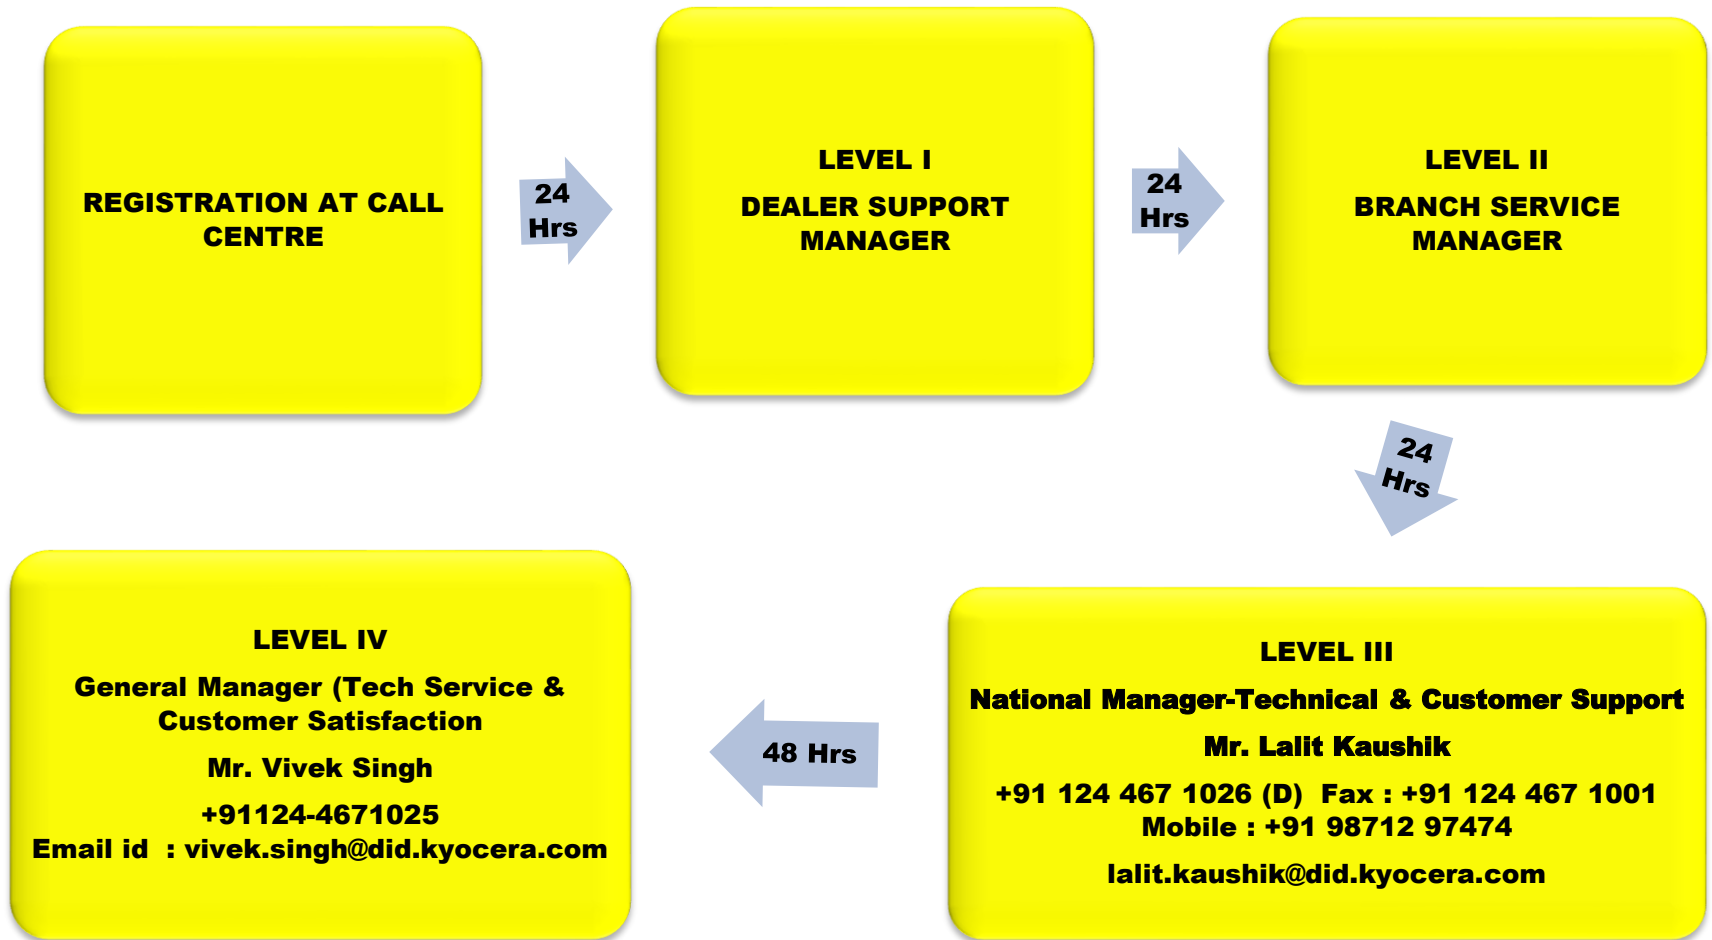 REGISTRATION AT CALL
CENTRE
24
Hrs
LEVEL I
DEALER SUPPORT
MANAGER
24
Hrs
LEVEL II
BRANCH SERVICE
MANAGER
24
Hrs
LEVEL III
National Manager-Technical & Customer Support
Mr. Lalit Kaushik
+91 124 467 1026 (D)  Fax : +91 124 467 1001
Mobile : +91 98712 97474
lalit.kaushik@did.kyocera.com
48 Hrs
LEVEL IV
General Manager (Tech Service &
Customer Satisfaction
Mr. Vivek Singh
+91124-4671025
Email id  : vivek.singh@did.kyocera.com